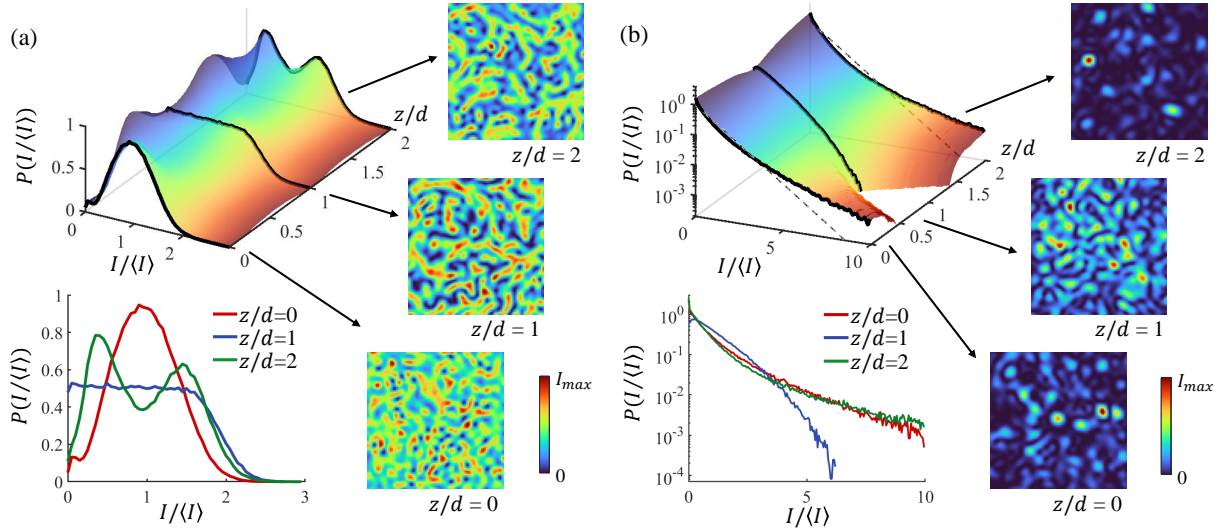 (a)
P(I/⟨I⟩)
1
0.5
0
0
1
2
I/⟨I⟩
0
0.5
1
1.5
2
z/d
z/d = 2
z/d = 1
z/d = 0
I_max
0
P(I/⟨I⟩)
1
0.8
0.6
0.4
0.2
0
0
1
2
3
I/⟨I⟩
z/d=0
z/d=1
z/d=2
(b)
P(I/⟨I⟩)
10^0
10^-1
10^-2
10^-3
0
5
10
I/⟨I⟩
0
0.5
1
1.5
2
z/d
z/d = 2
z/d = 1
z/d = 0
I_max
0
P(I/⟨I⟩)
10^0
10^-1
10^-2
10^-3
10^-4
0
5
10
I/⟨I⟩
z/d=0
z/d=1
z/d=2